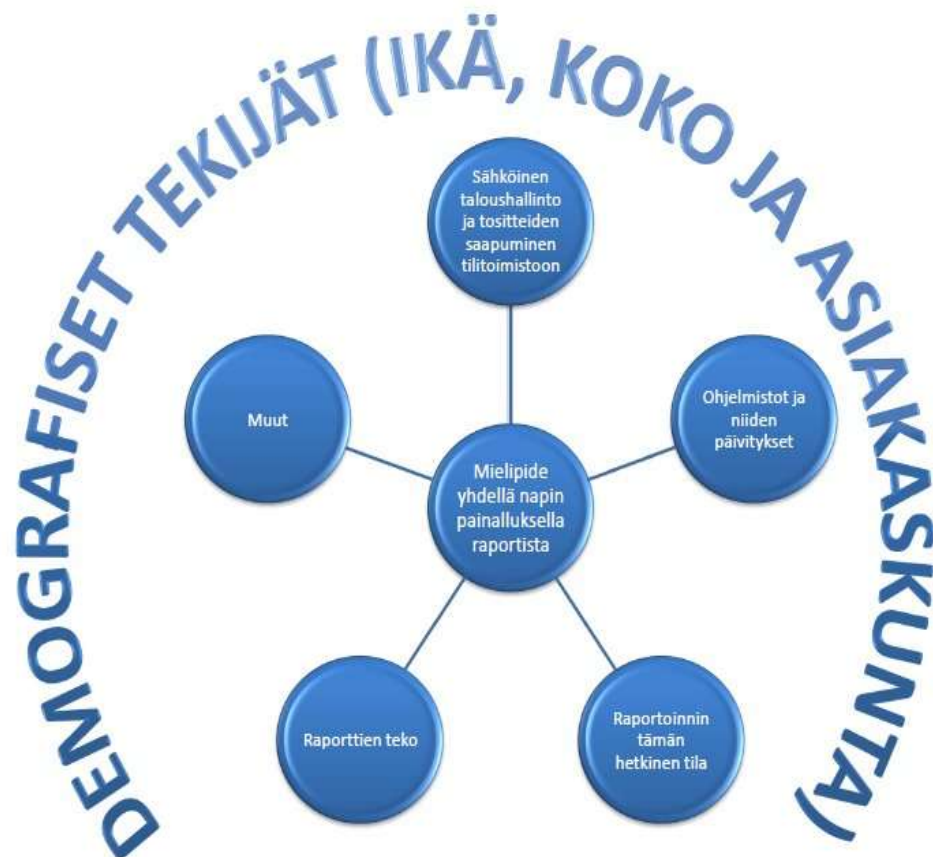 DEMOGRAFISET TEKIJÄT (IKÄ, KOKO JA ASIAKASKUNTA)
Sähköinen
taloushallinto
ja tositteiden
saapuminen
tilitoimistoon
Muut
Ohjelmistot ja
niiden
päivitykset
Mielipide
yhdellä napin
painalluksella
raportista
Raporttien teko
Raportoinnin
tämän
hetkinen tila